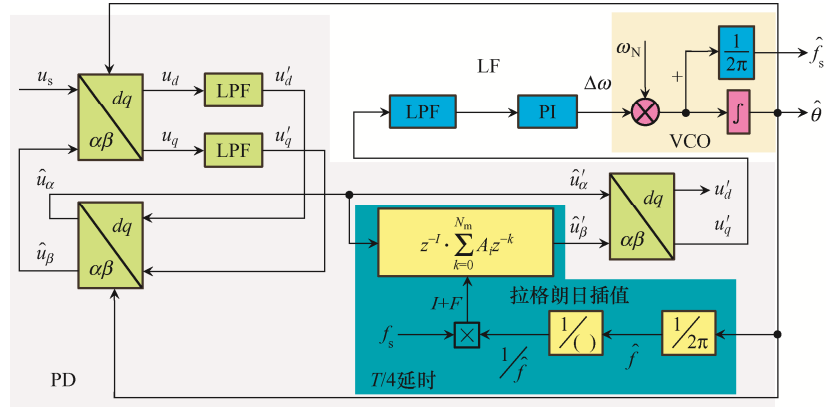 u_s
dq
αβ
u_d
u_q
LPF
LPF
u′_d
u′_q
LF
LPF
PI
Δω
ω_N
+
1/2π
∫
VCO
f̂_s
θ̂
û_α
û_β
dq
αβ
û′_α
û′_β
z^{-I} · ∑_{k=0}^{N_m} A_i z^{-k}
dq
αβ
u′_d
u′_q
拉格朗日插值
I+F
f_s
×
1/f̂
1/( )
f̂
1/2π
T/4延时
PD